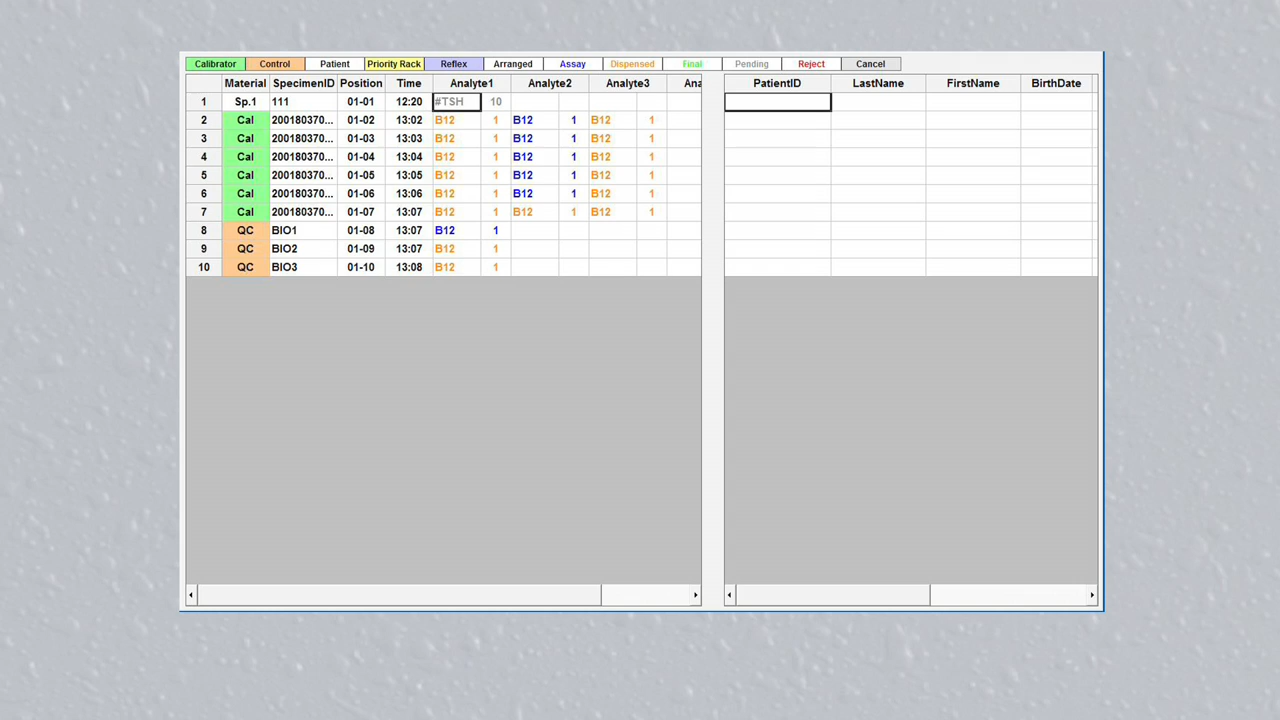 Calibrator Control Patient Priority Rack Reflex Arranged Assay Dispensed Final Pending Reject Cancel
Material SpecimenID Position Time Analyte1 Analyte2 Analyte3 Ana PatientID LastName FirstName BirthDate
1 Sp.1 111 01-01 12:20 #TSH 10
2 Cal 200180370... 01-02 13:02 B12 1 B12 1 B12 1
3 Cal 200180370... 01-03 13:03 B12 1 B12 1 B12 1
4 Cal 200180370... 01-04 13:04 B12 1 B12 1 B12 1
5 Cal 200180370... 01-05 13:05 B12 1 B12 1 B12 1
6 Cal 200180370... 01-06 13:06 B12 1 B12 1 B12 1
7 Cal 200180370... 01-07 13:07 B12 1 B12 1 B12 1
8 QC BIO1 01-08 13:07 B12 1
9 QC BIO2 01-09 13:07 B12 1
10 QC BIO3 01-10 13:08 B12 1